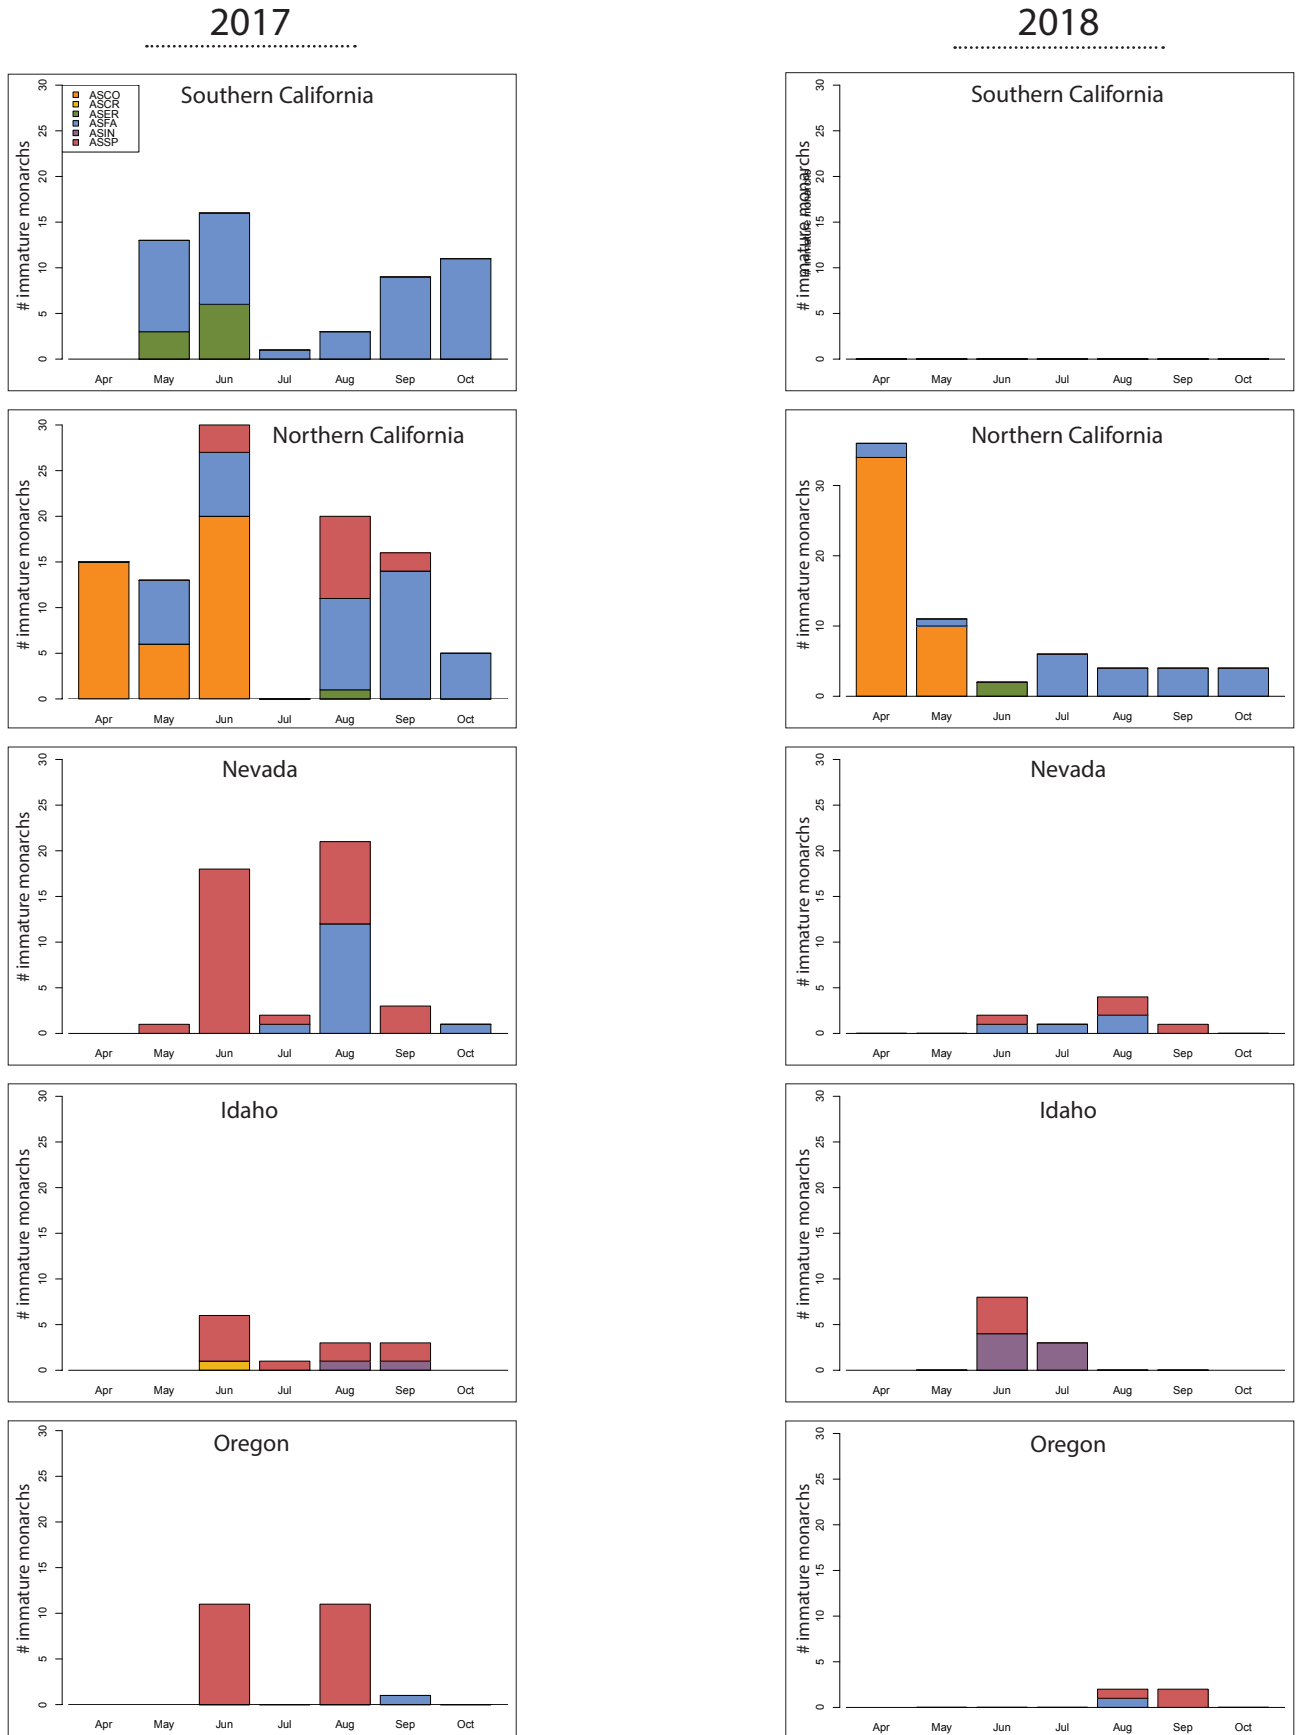 2017
2018
Southern California
ASCO
ASCR
ASER
ASFA
ASIN
ASSP
# immature monarchs
0 5 10 15 20 25 30
Apr May Jun Jul Aug Sep Oct
Southern California
# immature monarchs
# immature monarchs
0 5 10 15 20 25 30
Apr May Jun Jul Aug Sep Oct
Northern California
# immature monarchs
0 5 10 15 20 25 30
Apr May Jun Jul Aug Sep Oct
Northern California
# immature monarchs
0 10 20 30
Apr May Jun Jul Aug Sep Oct
Nevada
# immature monarchs
0 5 10 15 20 25 30
Apr May Jun Jul Aug Sep Oct
Nevada
# immature monarchs
0 5 10 15 20 25 30
Apr May Jun Jul Aug Sep Oct
Idaho
# immature monarchs
0 5 10 15 20 25 30
Apr May Jun Jul Aug Sep Oct
Idaho
# immature monarchs
0 5 10 15 20 25 30
Apr May Jun Jul Aug Sep Oct
Oregon
# immature monarchs
0 5 10 15 20 25 30
Apr May Jun Jul Aug Sep Oct
Oregon
# immature monarchs
0 5 10 15 20 25 30
Apr May Jun Jul Aug Sep Oct